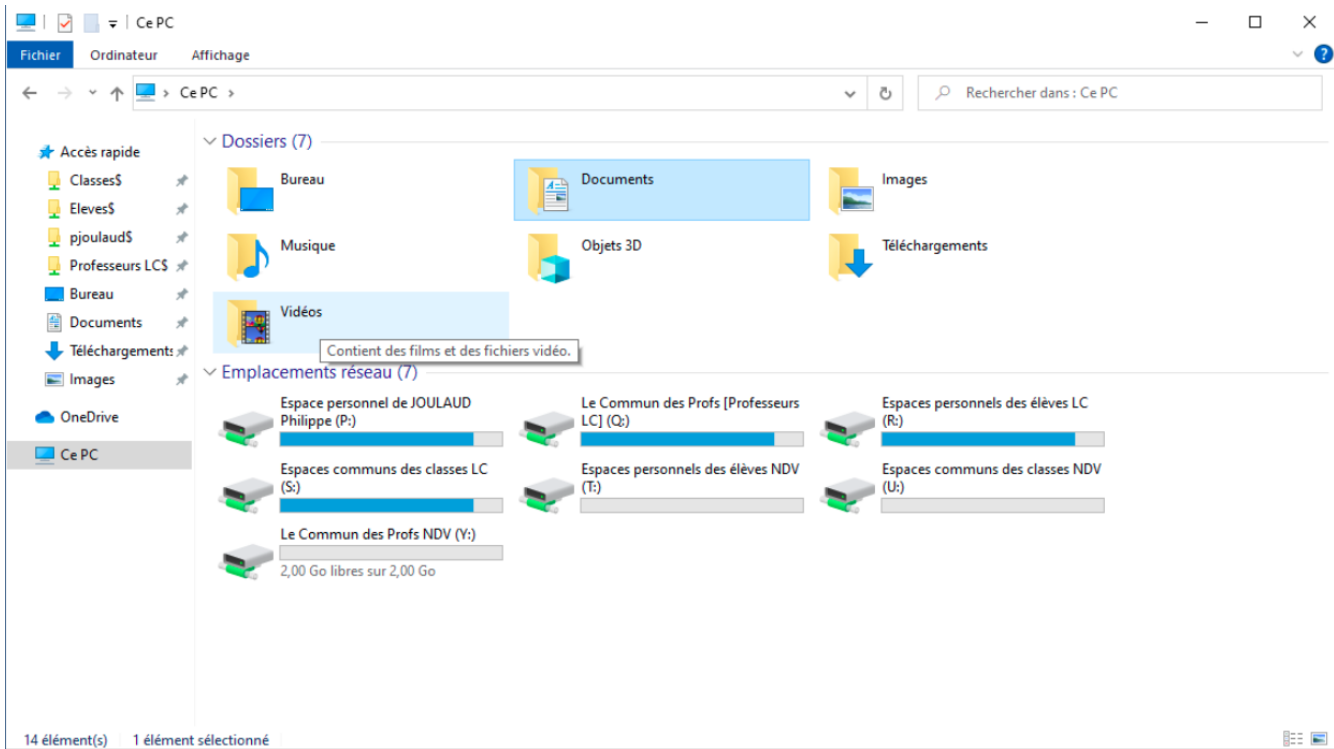 Ce PC
Fichier Ordinateur Affichage
Ce PC
Rechercher dans : Ce PC
Accès rapide
Classes$
Eleves$
pjoulaud$
Professeurs LC$
Bureau
Documents
Téléchargements
Images
OneDrive
Ce PC
Dossiers (7)
Bureau
Documents
Images
Musique
Objets 3D
Téléchargements
Vidéos
Contient des films et des fichiers vidéo.
Emplacements réseau (7)
Espace personnel de JOULAUD
Philippe (P:)
Le Commun des Profs [Professeurs
LC] (Q:)
Espaces personnels des élèves LC
(R:)
Espaces communs des classes LC
(S:)
Espaces personnels des élèves NDV
(T:)
Espaces communs des classes NDV
(U:)
Le Commun des Profs NDV (Y:)
2,00 Go libres sur 2,00 Go
14 élément(s) 1 élément sélectionné